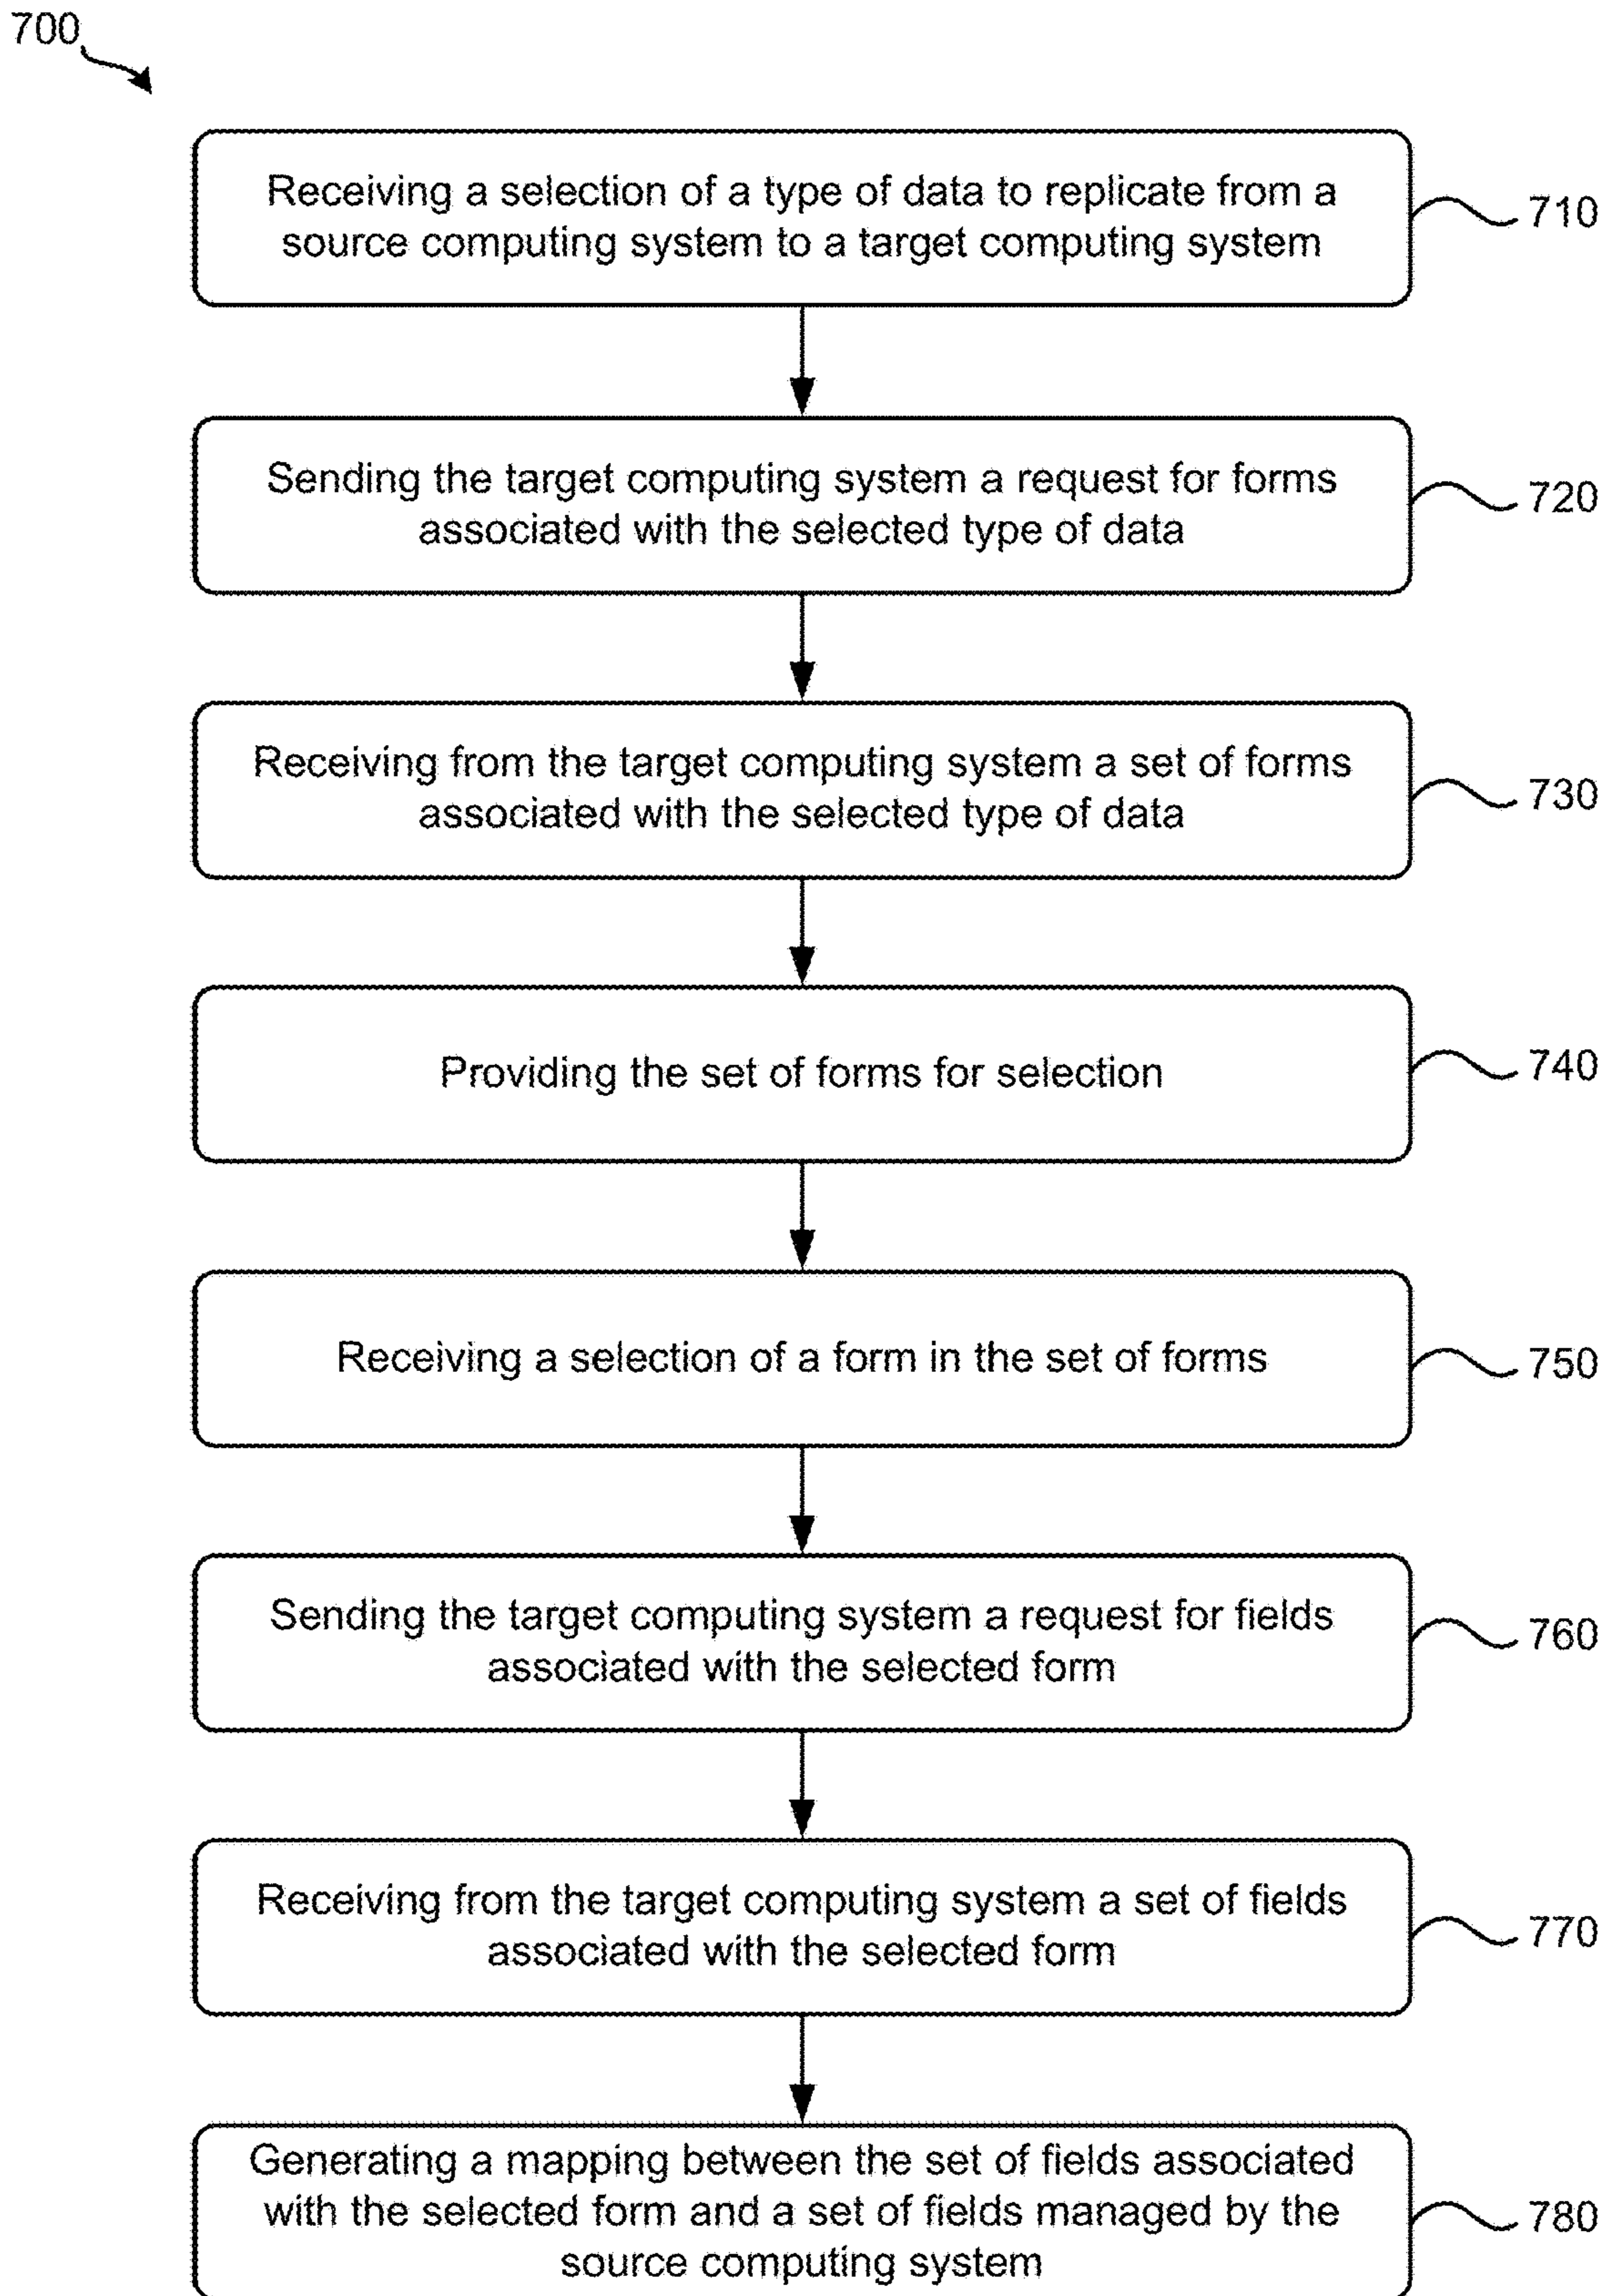 700
Receiving a selection of a type of data to replicate from a
source computing system to a target computing system
710
Sending the target computing system a request for forms
associated with the selected type of data
720
Receiving from the target computing system a set of forms
associated with the selected type of data
730
Providing the set of forms for selection
740
Receiving a selection of a form in the set of forms
750
Sending the target computing system a request for fields
associated with the selected form
760
Receiving from the target computing system a set of fields
associated with the selected form
770
Generating a mapping between the set of fields associated
with the selected form and a set of fields managed by the
source computing system
780